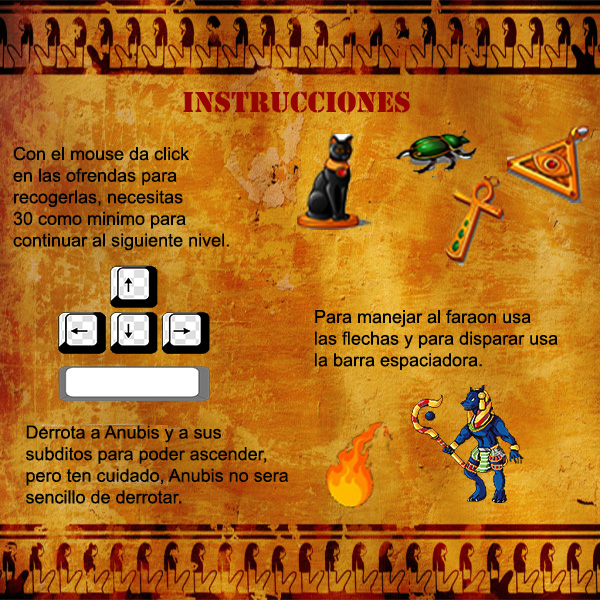 INSTRUCCIONES
Con el mouse da click
en las ofrendas para
recogerlas, necesitas
30 como minimo para
continuar al siguiente nivel.
Para manejar al faraon usa
las flechas y para disparar usa
la barra espaciadora.
Derrota a Anubis y a sus
subditos para poder ascender,
pero ten cuidado, Anubis no sera
sencillo de derrotar.